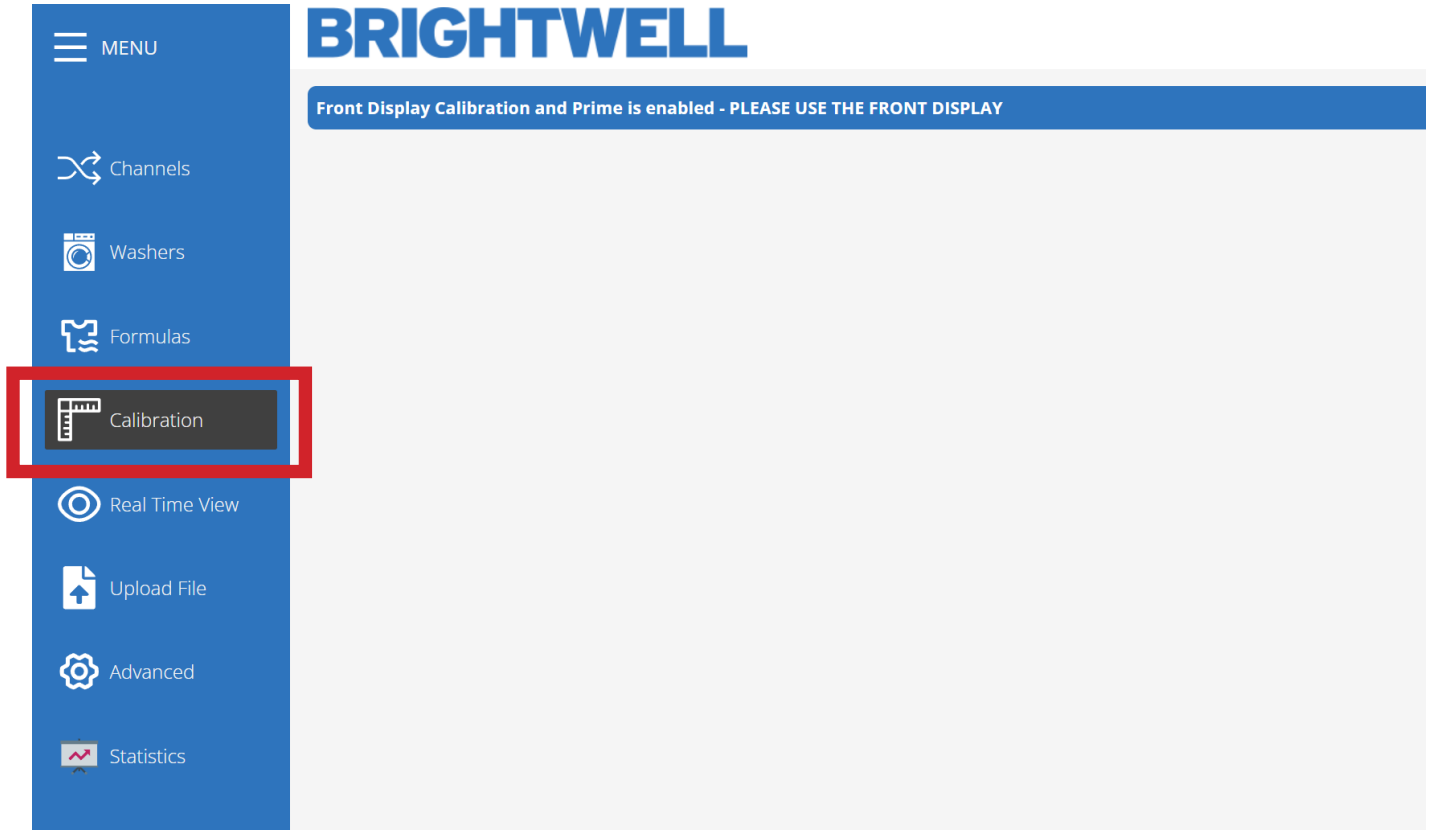 MENU
BRIGHTWELL
Front Display Calibration and Prime is enabled - PLEASE USE THE FRONT DISPLAY
Channels
Washers
Formulas
Calibration
Real Time View
Upload File
Advanced
Statistics